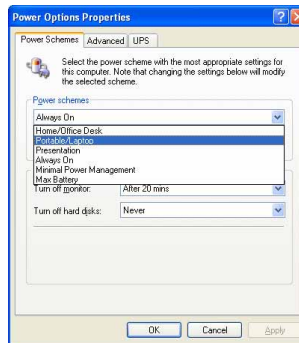 Power Options Properties
Power Schemes Advanced UPS
Select the power scheme with the most appropriate settings for
this computer. Note that changing the settings below will modify
the selected scheme.
Power schemes
Always On
Home/Office Desk
Portable/Laptop
Presentation
Always On
Minimal Power Management
Max Battery
Turn off monitor: After 20 mins
Turn off hard disks: Never
OK Cancel Apply